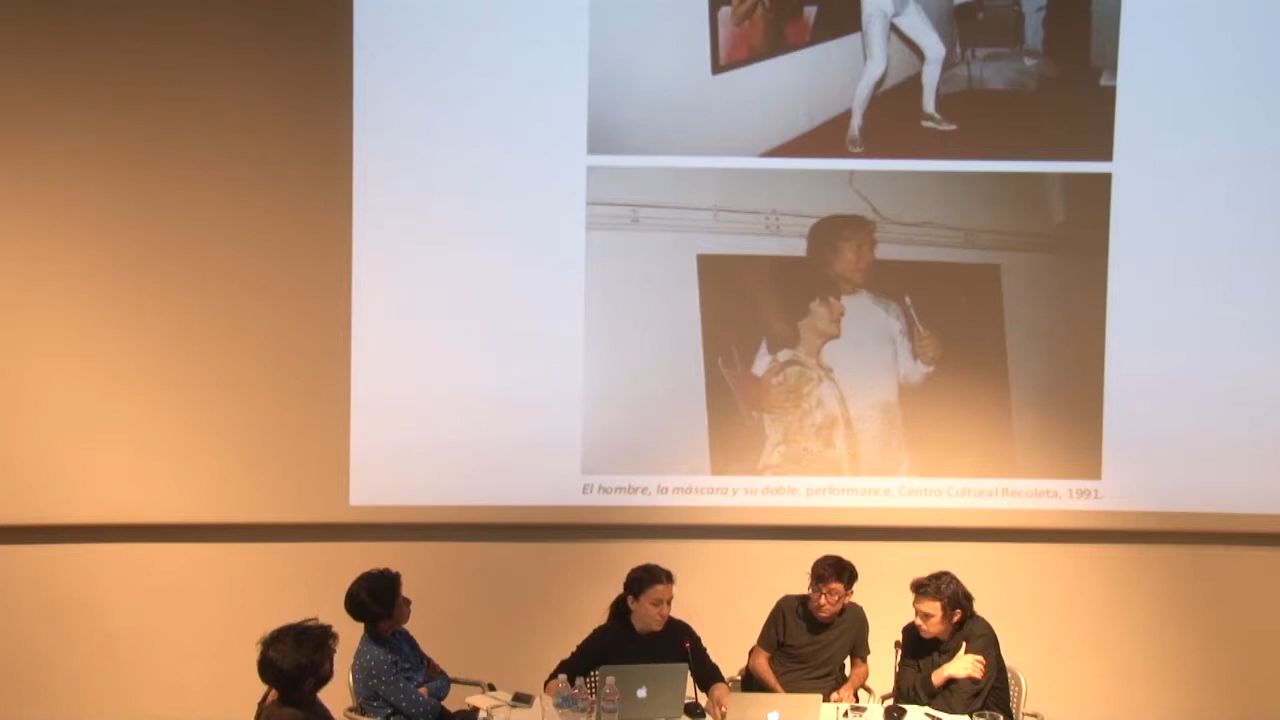 El hombre, la máscara y su doble, performance, Centro Cultural Recoleta, 1991.